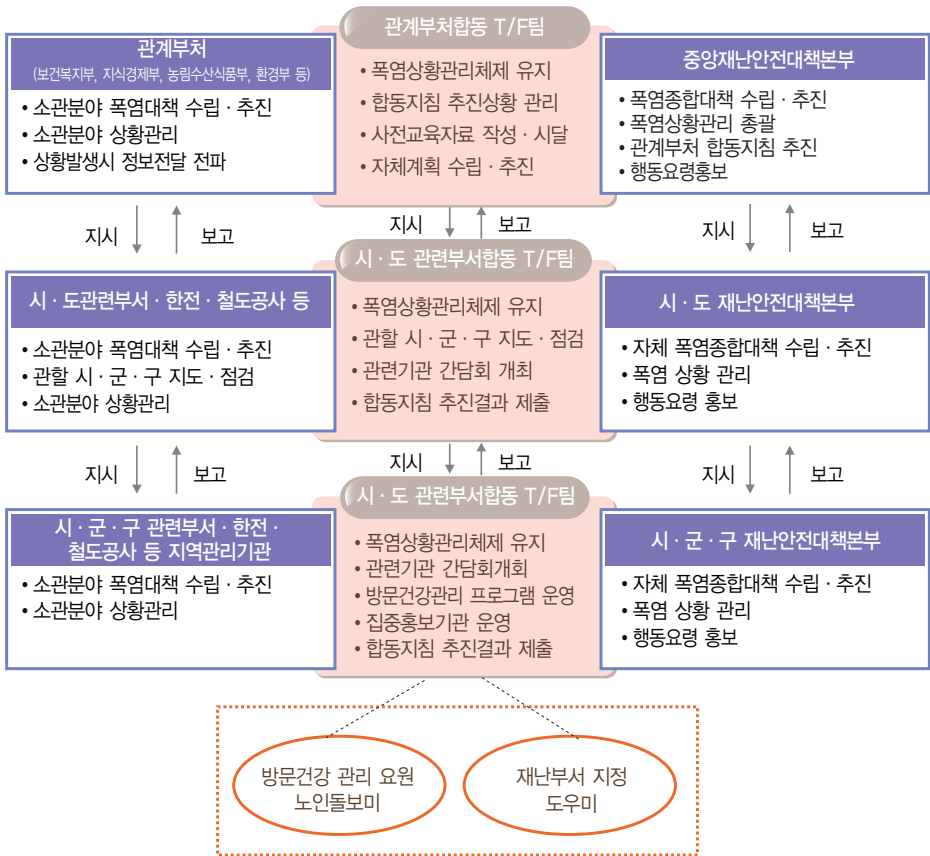 관계부처
(보건복지부, 지식경제부, 농림수산식품부, 환경부 등)
• 소관분야 폭염대책 수립 · 추진
• 소관분야 상황관리
• 상황발생시 정보전달 전파
관계부처합동 T/F팀
• 폭염상황관리체제 유지
• 합동지침 추진상황 관리
• 사전교육자료 작성 · 시달
• 자체계획 수립 · 추진
중앙재난안전대책본부
• 폭염종합대책 수립 · 추진
• 폭염상황관리 총괄
• 관계부처 합동지침 추진
• 행동요령홍보
지시
보고
지시
보고
지시
보고
시 · 도관련부서 · 한전 · 철도공사 등
• 소관분야 폭염대책 수립 · 추진
• 관할 시 · 군 · 구 지도 · 점검
• 소관분야 상황관리
시 · 도 관련부서합동 T/F팀
• 폭염상황관리체제 유지
• 관할 시 · 군 · 구 지도 · 점검
• 관련기관 간담회 개최
• 합동지침 추진결과 제출
시 · 도 재난안전대책본부
• 자체 폭염종합대책 수립 · 추진
• 폭염 상황 관리
• 행동요령 홍보
지시
보고
지시
보고
지시
보고
시 · 군 · 구 관련부서 · 한전 ·
철도공사 등 지역관리기관
• 소관분야 폭염대책 수립 · 추진
• 소관분야 상황관리
시 · 도 관련부서합동 T/F팀
• 폭염상황관리체제 유지
• 관련기관 간담회개회
• 방문건강관리 프로그램 운영
• 집중홍보기관 운영
• 합동지침 추진결과 제출
시 · 군 · 구 재난안전대책본부
• 자체 폭염종합대책 수립 · 추진
• 폭염 상황 관리
• 행동요령 홍보
방문건강 관리 요원
노인돌보미
재난부서 지정
도우미